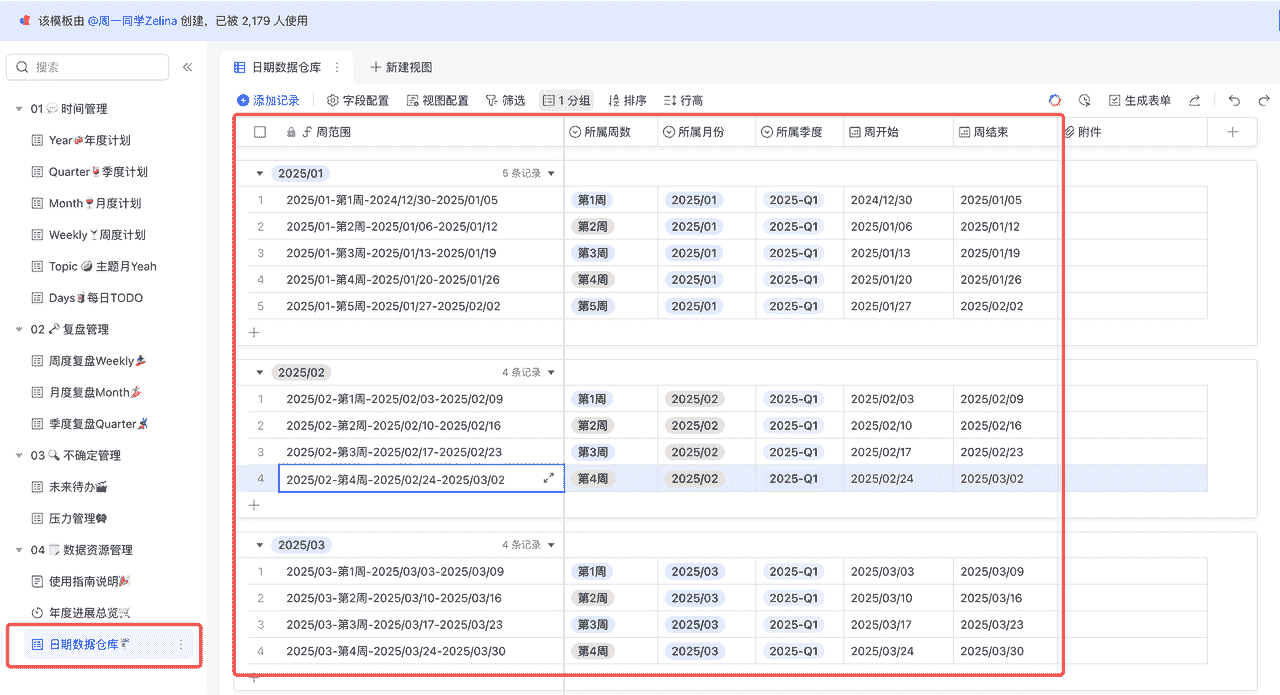 该模板由 @周一同学Zelina 创建，已被 2,179 人使用
搜索
01 时间管理
Year 年度计划
Quarter 季度计划
Month 月度计划
Weekly 周度计划
Topic 主题月Yeah
Days 每日TODO
02 复盘管理
周度复盘Weekly
月度复盘Month
季度复盘Quarter
03 不确定管理
未来待办
压力管理
04 数据资源管理
使用指南说明
年度进展总览
日期数据仓库
日期数据仓库 新建视图
添加记录 字段配置 视图配置 筛选 1 分组 排序 行高 生成表单
周范围 所属周数 所属月份 所属季度 周开始 周结束 附件
2025/01 5 条记录
1 2025/01-第1周-2024/12/30-2025/01/05 第1周 2025/01 2025-Q1 2024/12/30 2025/01/05
2 2025/01-第2周-2025/01/06-2025/01/12 第2周 2025/01 2025-Q1 2025/01/06 2025/01/12
3 2025/01-第3周-2025/01/13-2025/01/19 第3周 2025/01 2025-Q1 2025/01/13 2025/01/19
4 2025/01-第4周-2025/01/20-2025/01/26 第4周 2025/01 2025-Q1 2025/01/20 2025/01/26
5 2025/01-第5周-2025/01/27-2025/02/02 第5周 2025/01 2025-Q1 2025/01/27 2025/02/02
2025/02 4 条记录
1 2025/02-第1周-2025/02/03-2025/02/09 第1周 2025/02 2025-Q1 2025/02/03 2025/02/09
2 2025/02-第2周-2025/02/10-2025/02/16 第2周 2025/02 2025-Q1 2025/02/10 2025/02/16
3 2025/02-第3周-2025/02/17-2025/02/23 第3周 2025/02 2025-Q1 2025/02/17 2025/02/23
4 2025/02-第4周-2025/02/24-2025/03/02 第4周 2025/02 2025-Q1 2025/02/24 2025/03/02
2025/03 4 条记录
1 2025/03-第1周-2025/03/03-2025/03/09 第1周 2025/03 2025-Q1 2025/03/03 2025/03/09
2 2025/03-第2周-2025/03/10-2025/03/16 第2周 2025/03 2025-Q1 2025/03/10 2025/03/16
3 2025/03-第3周-2025/03/17-2025/03/23 第3周 2025/03 2025-Q1 2025/03/17 2025/03/23
4 2025/03-第4周-2025/03/24-2025/03/30 第4周 2025/03 2025-Q1 2025/03/24 2025/03/30